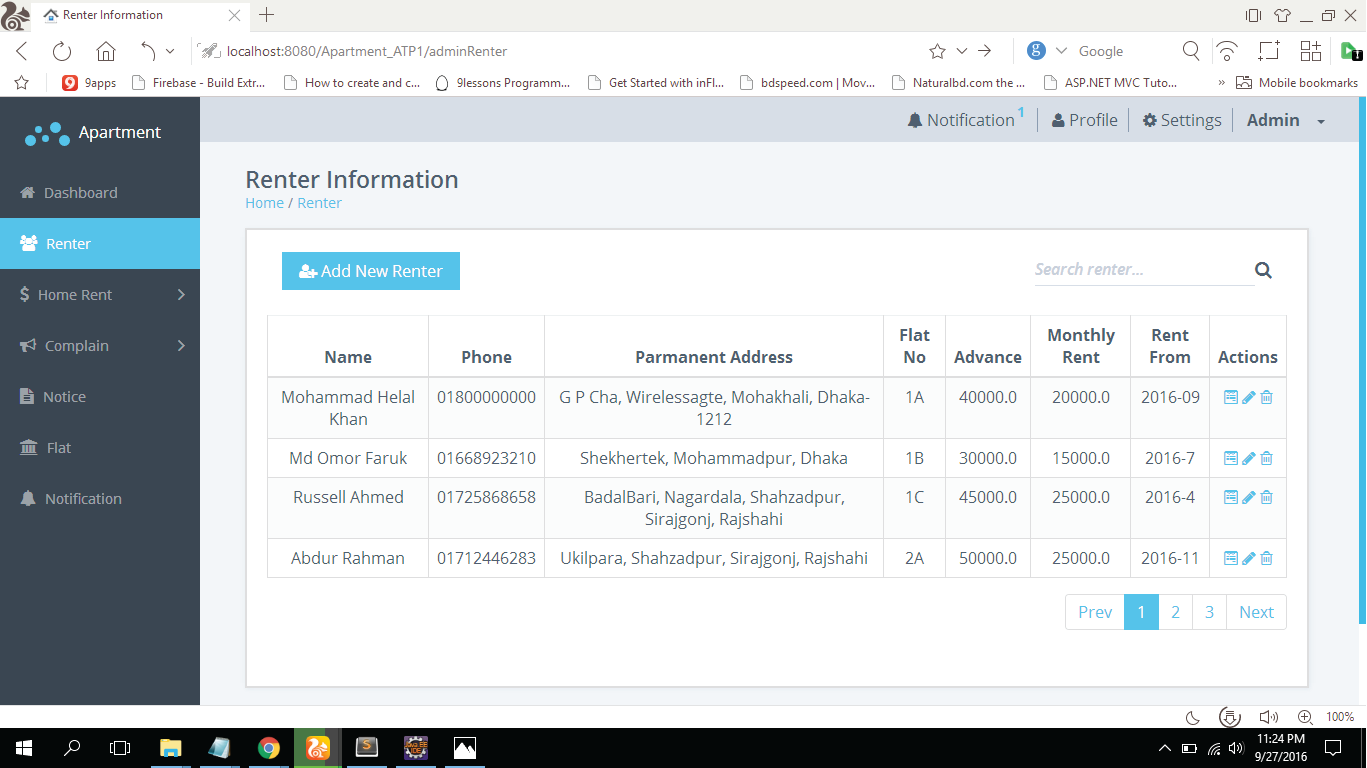 Renter Information
localhost:8080/Apartment_ATP1/adminRenter
g
Google
9apps
Firebase - Build Extr...
How to create and c...
9lessons Programm...
Get Started with inFl...
bdspeed.com | Mov...
Naturalbd.com the ...
ASP.NET MVC Tuto...
»
Mobile bookmarks
Apartment
Notification 1
Profile
Settings
Admin
Dashboard
Renter
Home Rent
Complain
Notice
Flat
Notification
Renter Information
Home / Renter
Add New Renter
Search renter...
Name Phone Parmanent Address Flat No Advance Monthly Rent Rent From Actions
Mohammad Helal Khan 01800000000 G P Cha, Wirelessagte, Mohakhali, Dhaka-1212 1A 40000.0 20000.0 2016-09
Md Omor Faruk 01668923210 Shekhertek, Mohammadpur, Dhaka 1B 30000.0 15000.0 2016-7
Russell Ahmed 01725868658 BadalBari, Nagardala, Shahzadpur, Sirajgonj, Rajshahi 1C 45000.0 25000.0 2016-4
Abdur Rahman 01712446283 Ukilpara, Shahzadpur, Sirajgonj, Rajshahi 2A 50000.0 25000.0 2016-11
Prev 1 2 3 Next
100%
11:24 PM
9/27/2016